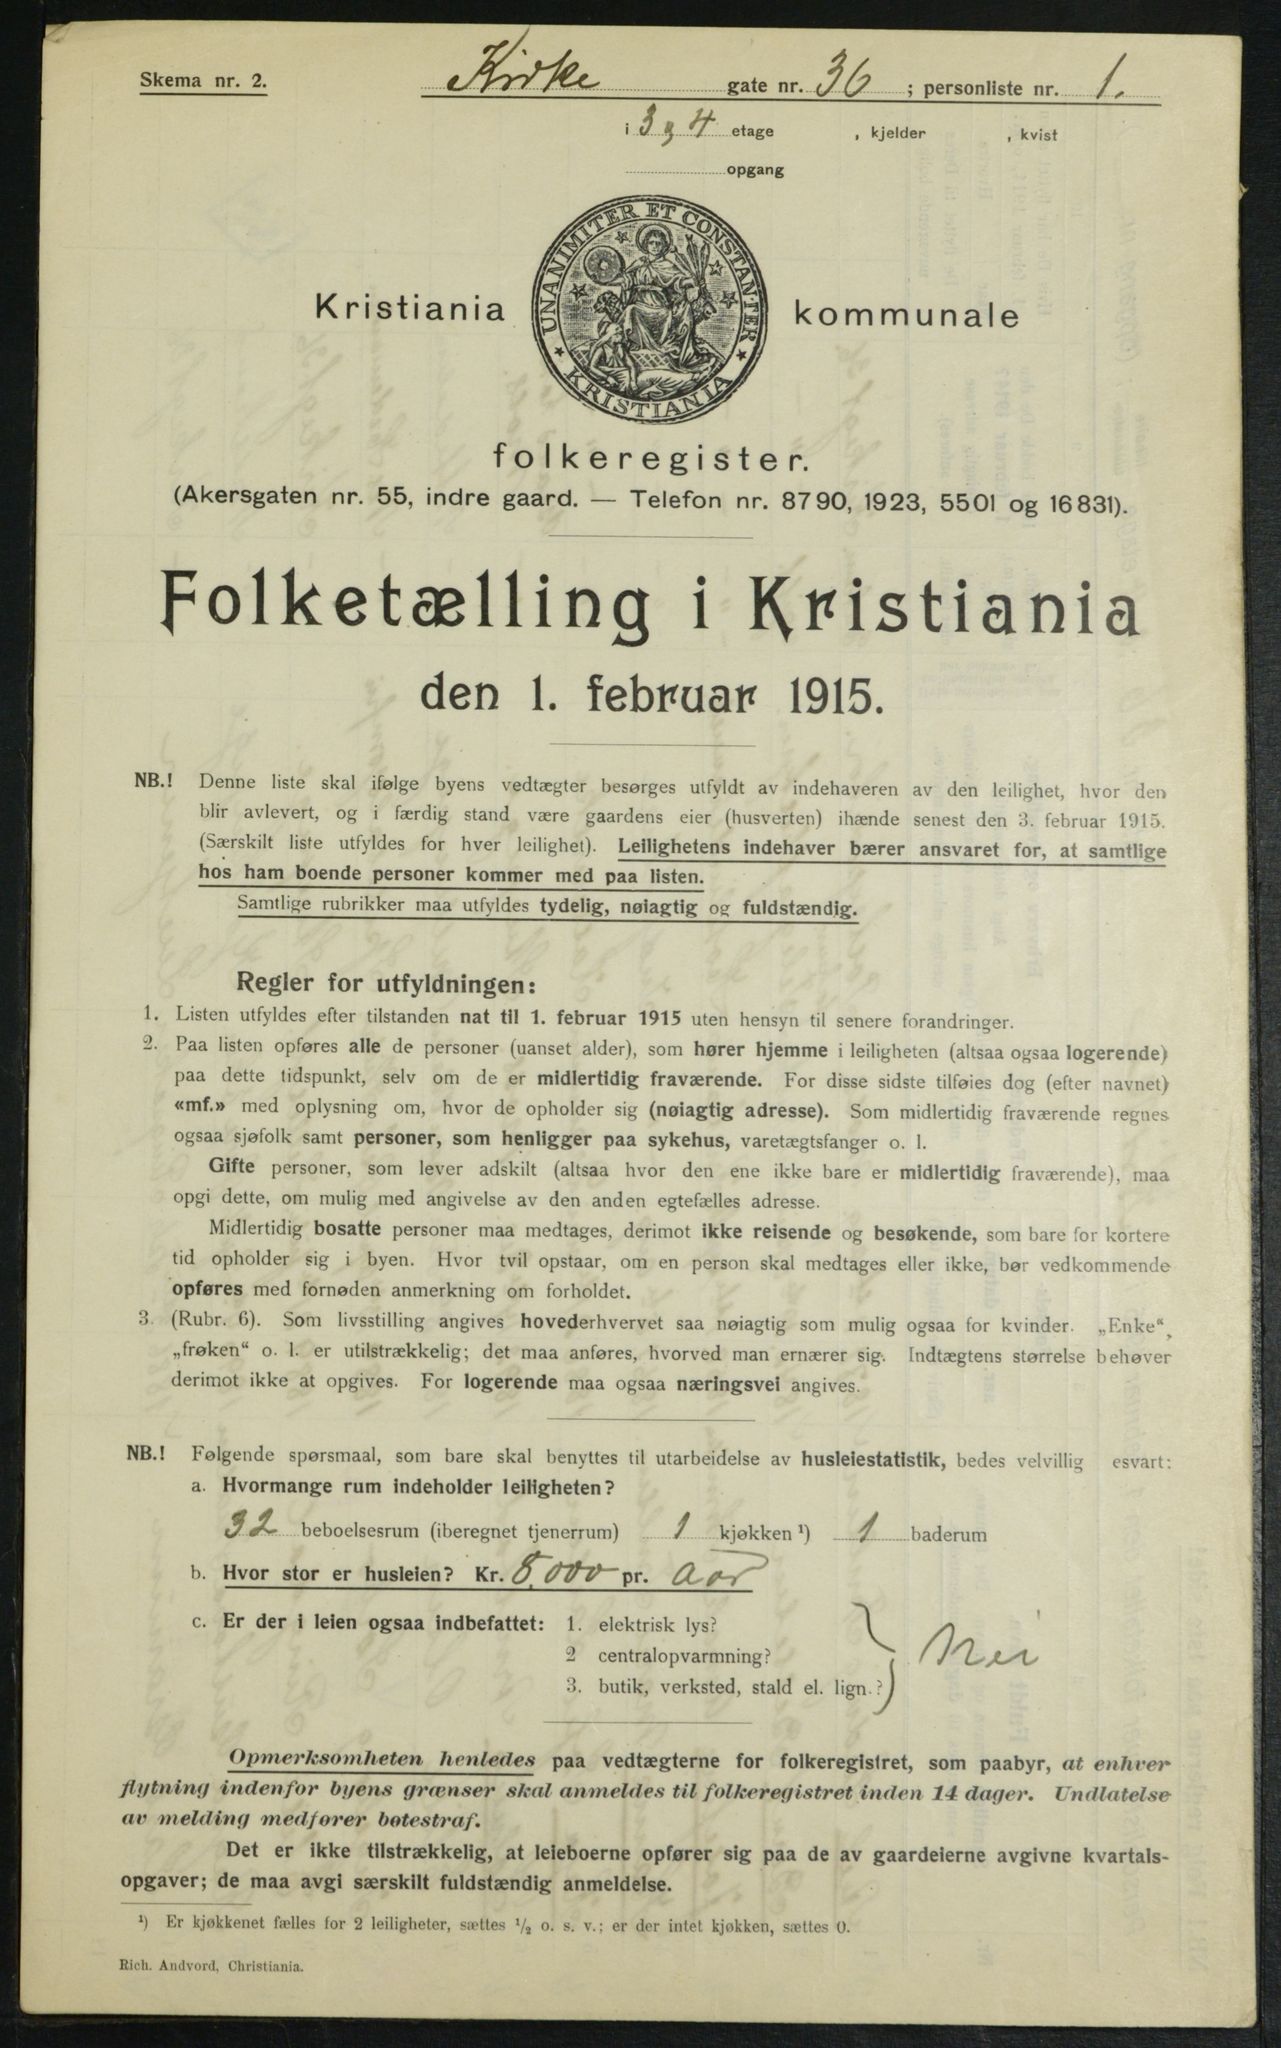 Skema nr. 2.
Kirke gate nr. 36 ; personliste nr. 1.
i 3 og 4 etage , kjelder , kvist
opgang
UNANIMITER ET CONSTANTER
KRISTIANIA
Kristiania kommunale
folkeregister.
(Akersgaten nr. 55, indre gaard. — Telefon nr. 8790, 1923, 5501 og 16831).
Folketælling i Kristiania
den 1. februar 1915.
NB.! Denne liste skal ifølge byens vedtægter besørges utfyldt av indehaveren av den leilighet, hvor den
blir avlevert, og i færdig stand være gaardens eier (husverten) ihænde senest den 3. februar 1915.
(Særskilt liste utfyldes for hver leilighet). Leilighetens indehaver bærer ansvaret for, at samtlige
hos ham boende personer kommer med paa listen.
Samtlige rubrikker maa utfyldes tydelig, nøiagtig og fuldstændig.
Regler for utfyldningen:
1. Listen utfyldes efter tilstanden nat til 1. februar 1915 uten hensyn til senere forandringer.
2. Paa listen opføres alle de personer (uanset alder), som hører hjemme i leiligheten (altsaa ogsaa logerende)
paa dette tidspunkt, selv om de er midlertidig fraværende. For disse sidste tilføies dog (efter navnet)
«mf.» med oplysning om, hvor de opholder sig (nøiagtig adresse). Som midlertidig fraværende regnes
ogsaa sjøfolk samt personer, som henligger paa sykehus, varetægtsfanger o. l.
Gifte personer, som lever adskilt (altsaa hvor den ene ikke bare er midlertidig fraværende), maa
opgi dette, om mulig med angivelse av den anden egtefælles adresse.
Midlertidig bosatte personer maa medtages, derimot ikke reisende og besøkende, som bare for kortere
tid opholder sig i byen. Hvor tvil opstaar, om en person skal medtages eller ikke, bør vedkommende
opføres med fornøden anmerkning om forholdet.
3. (Rubr. 6). Som livsstilling angives hovederhvervet saa nøiagtig som mulig ogsaa for kvinder. „Enke“,
„frøken“ o. l. er utilstrækkelig; det maa anføres, hvorved man ernærer sig. Indtægtens størrelse behøver
derimot ikke at opgives. For logerende maa ogsaa næringsvei angives.
NB.! Følgende spørsmaal, som bare skal benyttes til utarbeidelse av husleiestatistik, bedes velvillig esvart:
a. Hvormange rum indeholder leiligheten?
32 beboelsesrum (iberegnet tjenerrum) 1 kjøkken ¹) 1 baderum
b. Hvor stor er husleien? Kr. 8,000 pr. Aar
c. Er der i leien ogsaa indbefattet: 1. elektrisk lys?
2 centralopvarmning? Nei
3. butik, verksted, stald el. lign.?
Opmerksomheten henledes paa vedtægterne for folkeregistret, som paabyr, at enhver
flytning indenfor byens grænser skal anmeldes til folkeregistret inden 14 dager. Undlatelse
av melding medfører bøtestraf.
Det er ikke tilstrækkelig, at leieboerne opfører sig paa de av gaardeierne avgivne kvartals-
opgaver; de maa avgi særskilt fuldstændig anmeldelse.
¹) Er kjøkkenet fælles for 2 leiligheter, sættes ¹/₂ o. s. v.; er der intet kjøkken, sættes 0.
Rich. Andvord, Christiania.